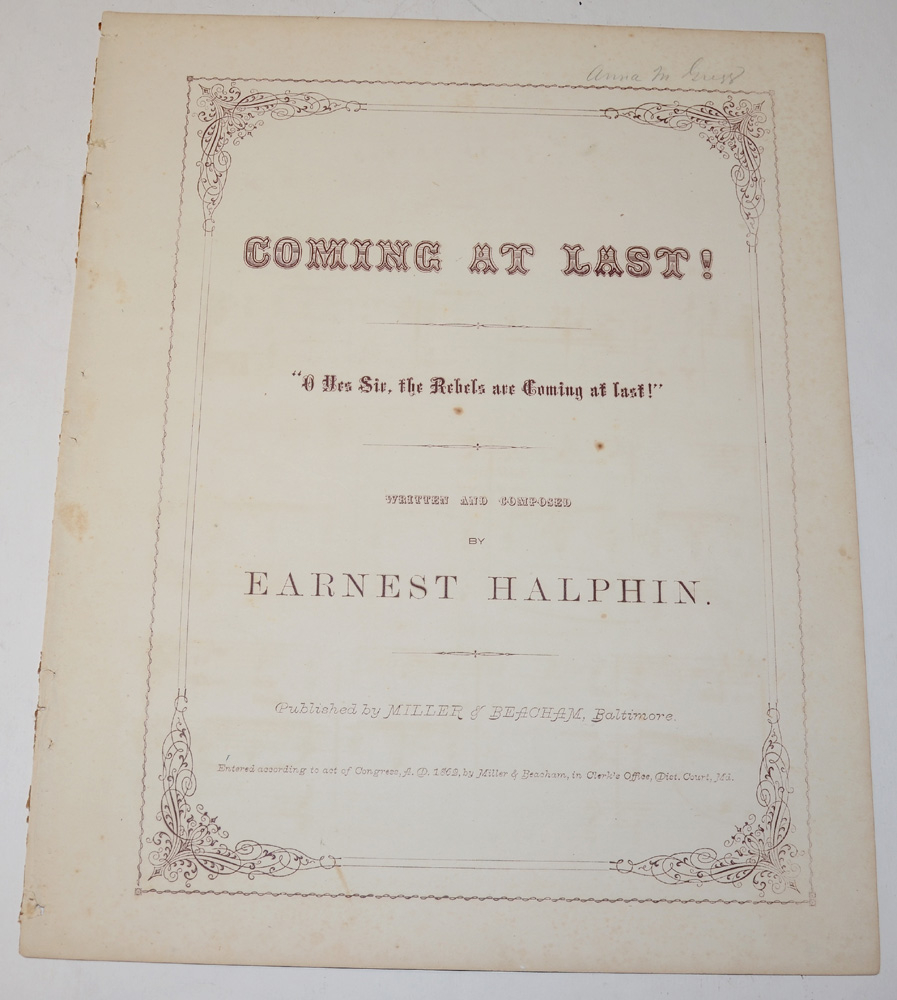 Anna M
COMING AT LAST!
"O Yes Sir, the Rebels are Coming at last!"
WRITTEN AND COMPOSED
BY
EARNEST HALPHIN.
Published by MILLER & BEACHAM, Baltimore.
Entered according to act of Congress, A. D. 1862, by Miller & Beacham, in Clerk's Office, Dict. Court, Md.